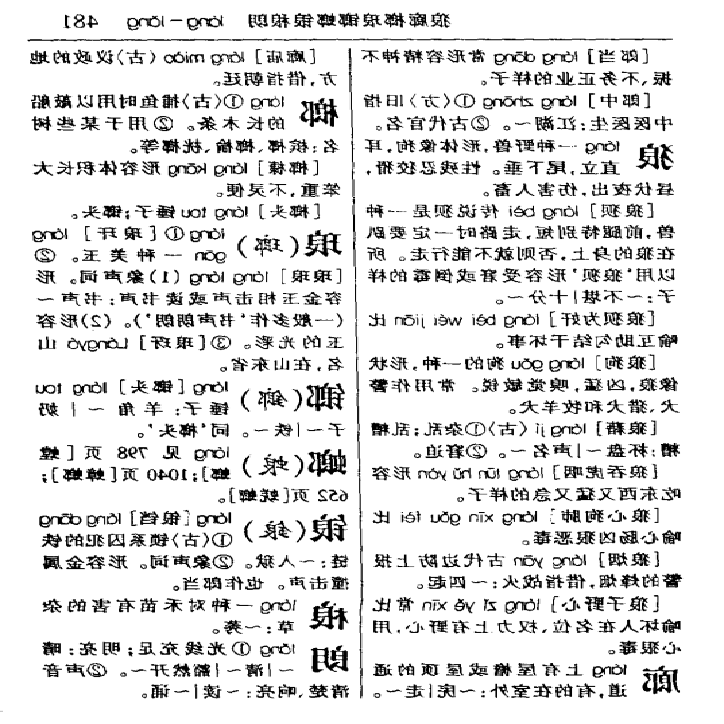 狼廊榔琅锒螂锒稂朗 láng – lǎng 481
[郎当] láng dāng 常形容精神不
振,不务正业的样子。
[郎中] láng zhōng ①〈方〉旧指
中医医生:江湖～。②古代官名。
狼 láng 一种野兽,形体像狗,耳
直立,尾下垂。性残忍狡猾,
昼伏夜出,伤害人畜。
[狼狈] láng bèi 传说狈是一种
兽,前腿特别短,走路时一定要趴
在狼的身上,否则就不能行走。所
以用‘狼狈’形容受窘或倒霉的样
子:～不堪|十分～。
[狼狈为奸] láng bèi wéi jiān 比
喻互助勾结干坏事。
[狼狗] láng gǒu 狗的一种,形状
像狼,凶猛,嗅觉敏锐。常用作警
犬、猎犬和牧羊犬。
[狼藉] láng jí 〈古〉①杂乱;乱糟
糟:杯盘～|声名～。②窘迫。
[狼吞虎咽] láng tūn hǔ yàn 形容
吃东西又猛又急的样子。
[狼心狗肺] láng xīn gǒu fèi 比
喻心肠凶狠恶毒。
[狼烟] láng yān 古代边防上报
警的烽烟,借指战火:～四起。
[狼子野心] láng zǐ yě xīn 常比
喻坏人在名位、权力上有野心,用
心狠毒。
廊 láng 上有屋檐或屋顶的通
道,有的在室外:～庑|走～。
[廊庙] láng miào 〈古〉议政的地
方,借指朝廷。
榔 láng ①〈古〉捕鱼时用以敲船
的长木条。②用于某些树
名:槟榔、榔榆、桄榔等。
[榔槺] láng kāng 形容体积长大
笨重,不灵便。
[榔头] láng tou 锤子;榔头。
琅(瑯) láng ①[琅玕] láng
gān 一种美玉。②
[琅琅] láng láng (1)象声词。形
容金玉相击声或读书声:书声～
(一般多作‘书声朗朗’)。(2)形容
玉的光彩。③[琅玡] Lángyá 山
名,在山东省。
锒(鎯) láng [鎯头] láng tou
锤子:羊角～|奶
子～|铁～。同‘榔头’。
螂(蜋) láng 见 798 页[螳
螂];1040 页[蟑螂];
652 页[蜣螂]。
锒(鋃) láng [锒铛] láng dāng
①〈古〉锁系囚犯的铁
链:～入狱。②象声词。形容金属
撞击声。也作郎当。
稂 láng 一种对禾苗有害的杂
草:～莠。
朗 lǎng ①光线充足;明亮:晴
～|清～|豁然开～。②声音
清楚、响亮:～读|～诵。